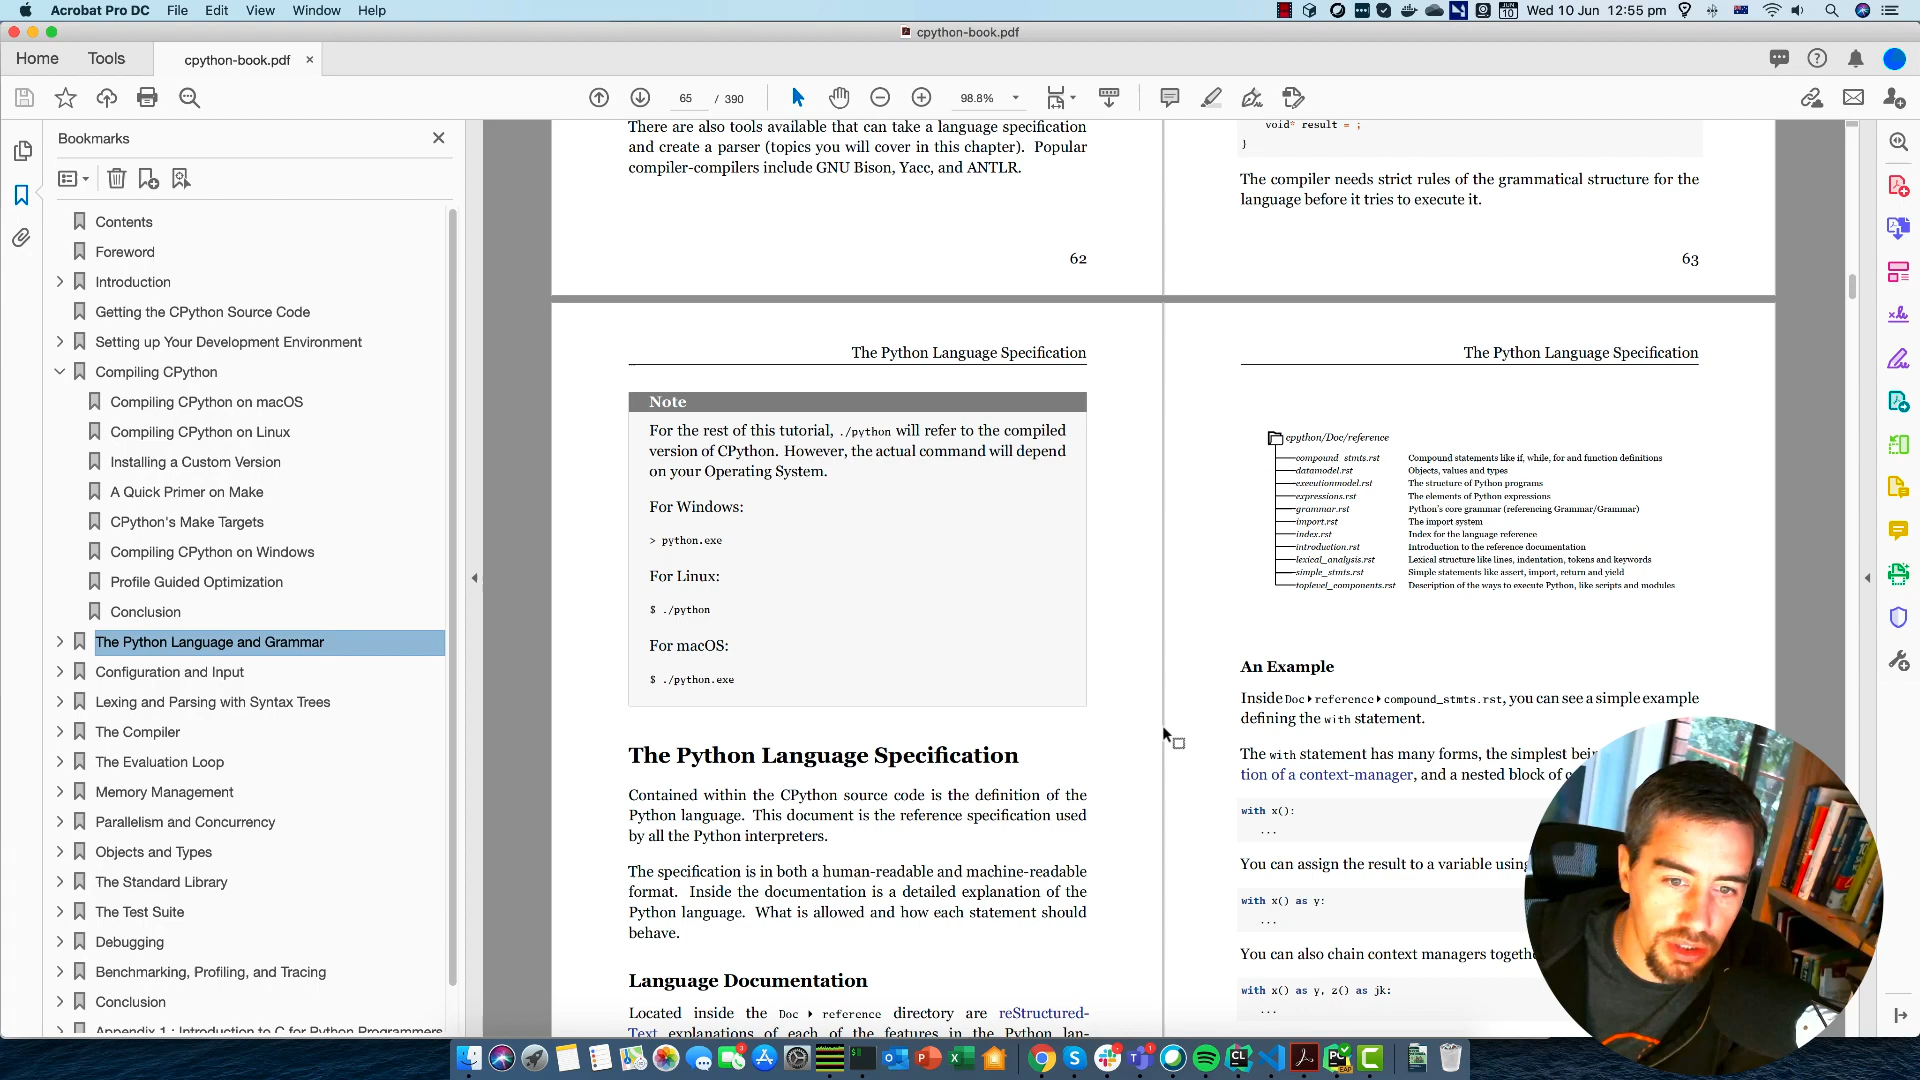 Acrobat Pro DC File Edit View Window Help
JUN 10 Wed 10 Jun 12:55 pm
cpython-book.pdf
Home Tools cpython-book.pdf ×
65 / 390 98.8%
Bookmarks
Contents
Foreword
Introduction
Getting the CPython Source Code
Setting up Your Development Environment
Compiling CPython
Compiling CPython on macOS
Compiling CPython on Linux
Installing a Custom Version
A Quick Primer on Make
CPython's Make Targets
Compiling CPython on Windows
Profile Guided Optimization
Conclusion
The Python Language and Grammar
Configuration and Input
Lexing and Parsing with Syntax Trees
The Compiler
The Evaluation Loop
Memory Management
Parallelism and Concurrency
Objects and Types
The Standard Library
The Test Suite
Debugging
Benchmarking, Profiling, and Tracing
Conclusion
Appendix 1 : Introduction to C for Python Programmers
There are also tools available that can take a language specification
and create a parser (topics you will cover in this chapter). Popular
compiler-compilers include GNU Bison, Yacc, and ANTLR.
62
void* result = ;
}
The compiler needs strict rules of the grammatical structure for the
language before it tries to execute it.
63
The Python Language Specification
Note
For the rest of this tutorial, ./python will refer to the compiled
version of CPython. However, the actual command will depend
on your Operating System.
For Windows:
> python.exe
For Linux:
$ ./python
For macOS:
$ ./python.exe
The Python Language Specification
Contained within the CPython source code is the definition of the
Python language. This document is the reference specification used
by all the Python interpreters.
The specification is in both a human-readable and machine-readable
format. Inside the documentation is a detailed explanation of the
Python language. What is allowed and how each statement should
behave.
Language Documentation
Located inside the Doc ▸ reference directory are reStructured-
Text explanations of each of the features in the Python lan-
The Python Language Specification
cpython/Doc/reference
compound_stmts.rst Compound statements like if, while, for and function definitions
datamodel.rst Objects, values and types
executionmodel.rst The structure of Python programs
expressions.rst The elements of Python expressions
grammar.rst Python's core grammar (referencing Grammar/Grammar)
import.rst The import system
index.rst Index for the language reference
introduction.rst Introduction to the reference documentation
lexical_analysis.rst Lexical structure like lines, indentation, tokens and keywords
simple_stmts.rst Simple statements like assert, import, return and yield
toplevel_components.rst Description of the ways to execute Python, like scripts and modules
An Example
Inside Doc▸reference▸compound_stmts.rst, you can see a simple example
defining the with statement.
The with statement has many forms, the simplest bei
tion of a context-manager, and a nested block of c
with x():
...
You can assign the result to a variable using
with x() as y:
...
You can also chain context managers togeth
with x() as y, z() as jk:
...